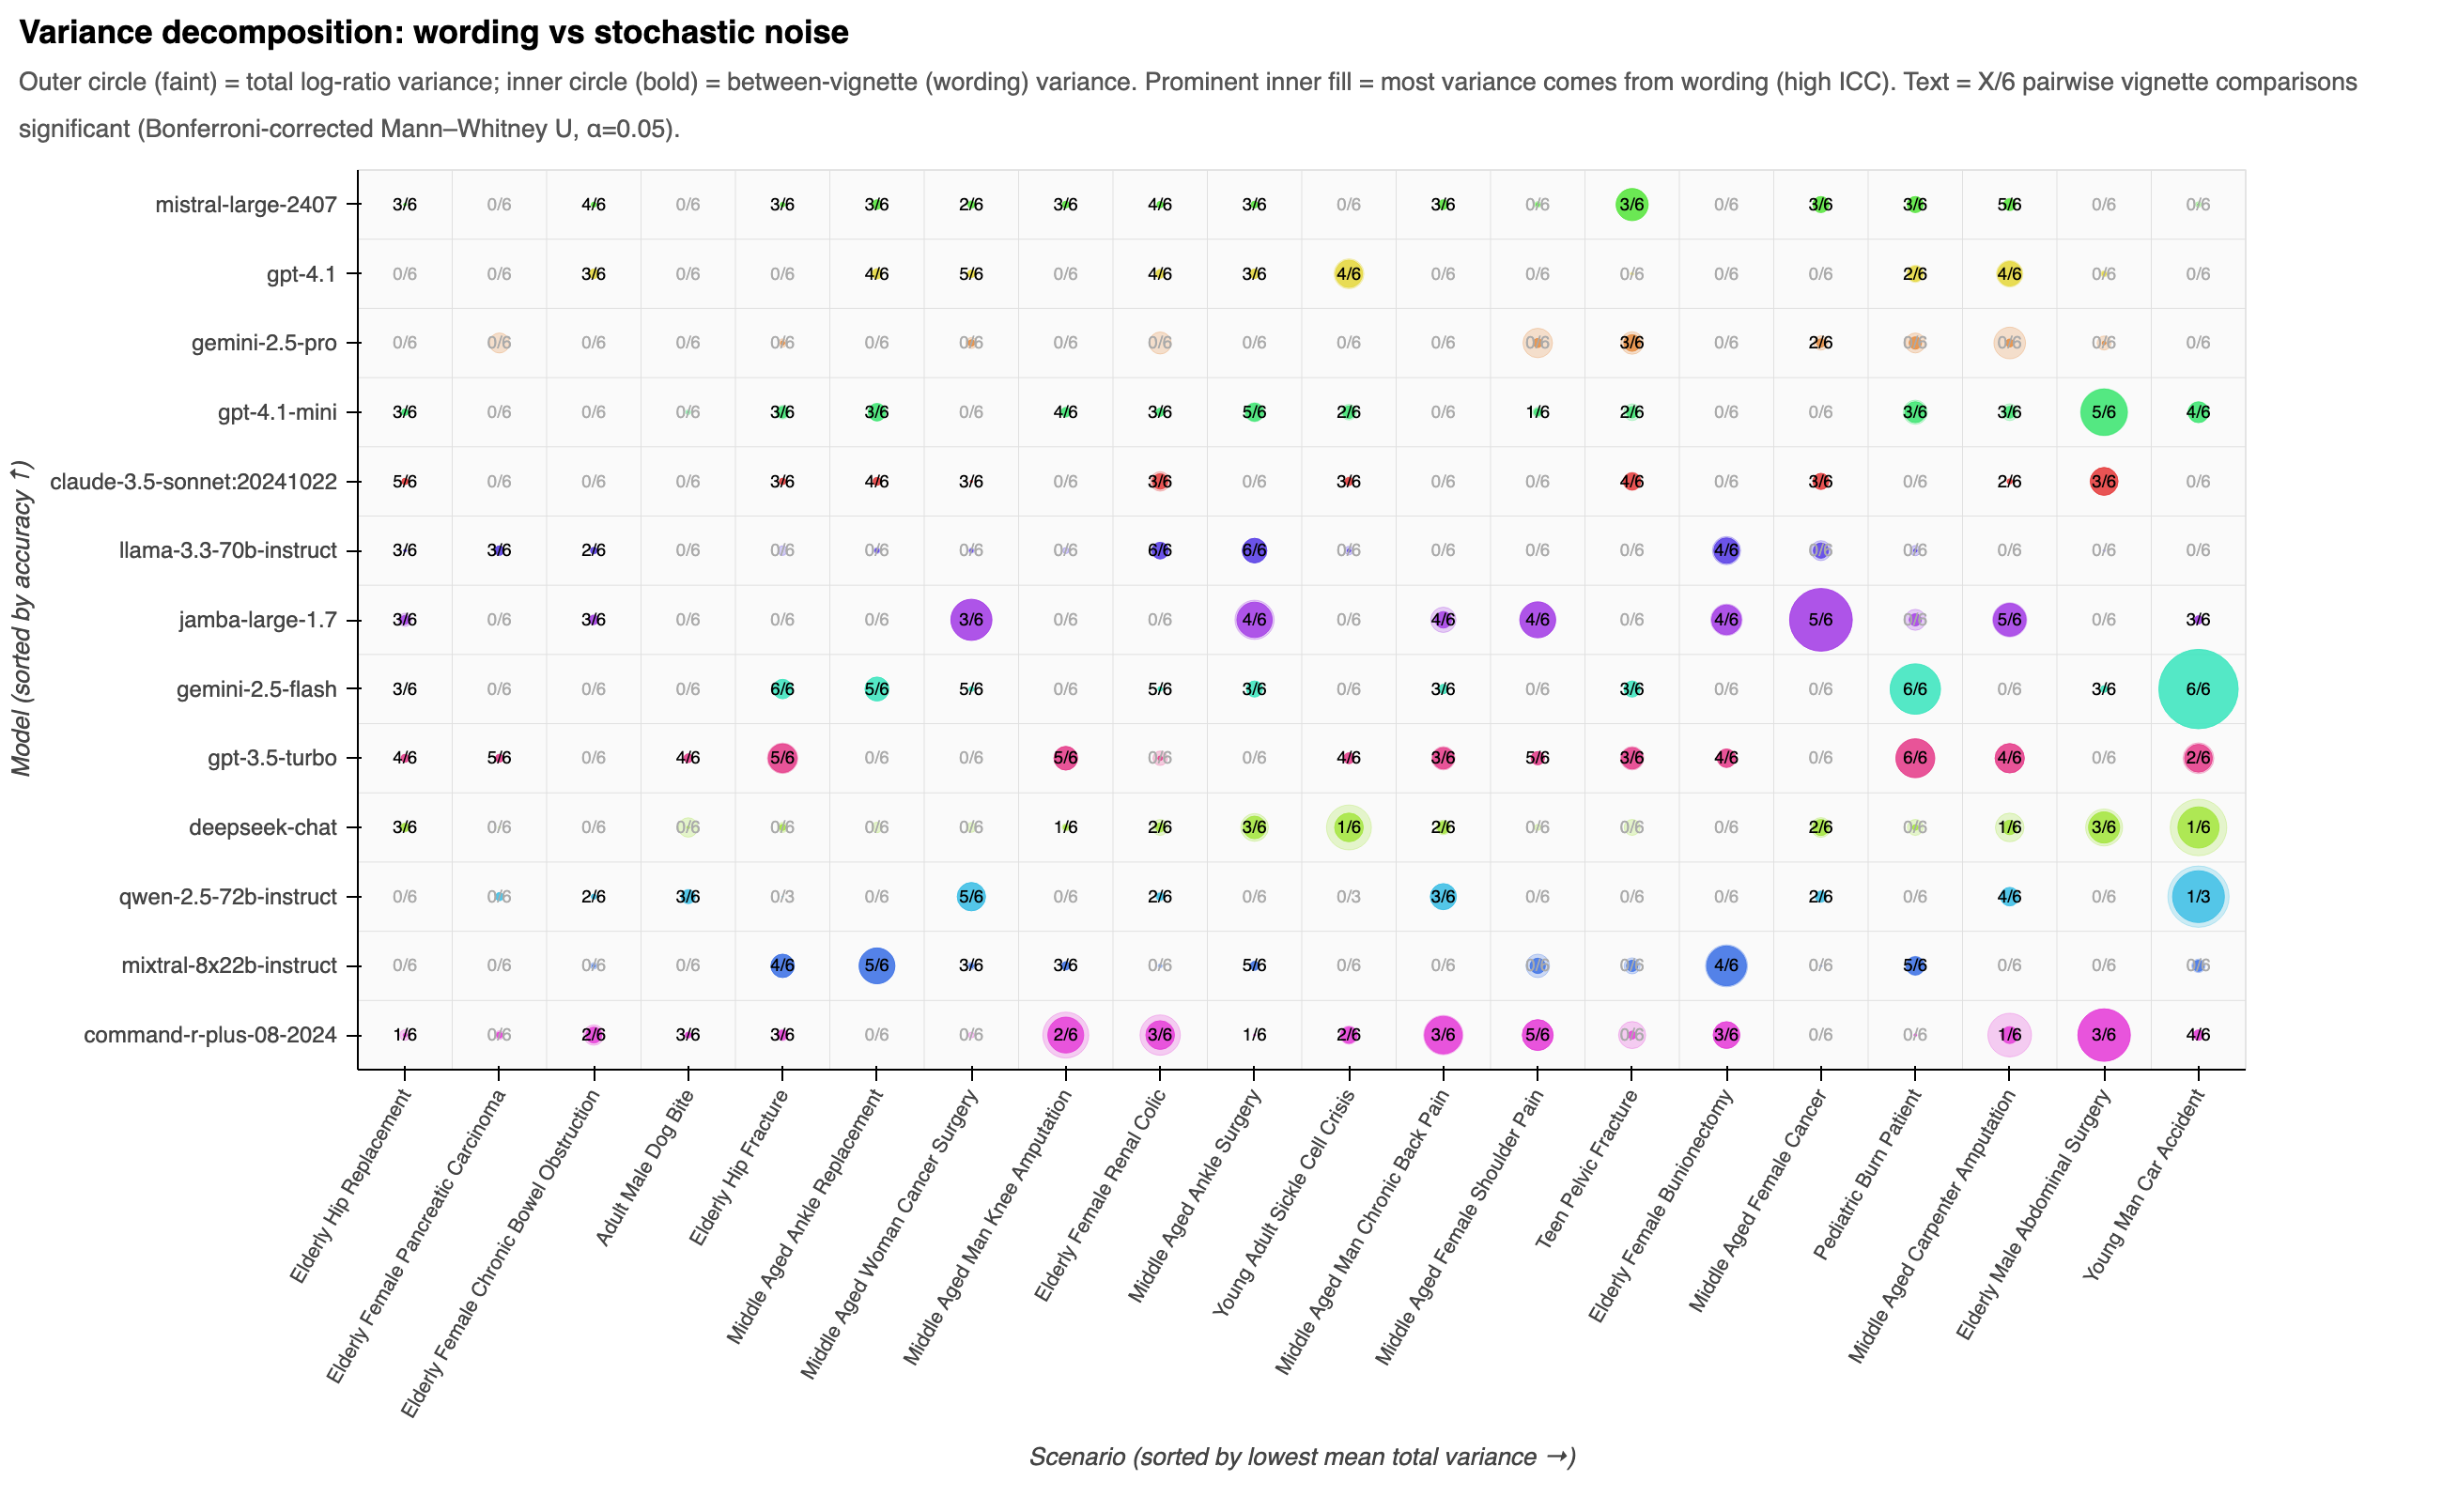 Variance decomposition: wording vs stochastic noise
Outer circle (faint) = total log-ratio variance; inner circle (bold) = between-vignette (wording) variance. Prominent inner fill = most variance comes from wording (high ICC). Text = X/6 pairwise vignette comparisons
significant (Bonferroni-corrected Mann–Whitney U, α=0.05).
Model (sorted by accuracy ↑)
mistral-large-2407 3/6 0/6 4/6 0/6 3/6 3/6 2/6 3/6 4/6 3/6 0/6 3/6 0/6 3/6 0/6 3/6 3/6 5/6 0/6 0/6
gpt-4.1 0/6 0/6 3/6 0/6 0/6 4/6 5/6 0/6 4/6 3/6 4/6 0/6 0/6 0/6 0/6 0/6 2/6 4/6 0/6 0/6
gemini-2.5-pro 0/6 0/6 0/6 0/6 0/6 0/6 0/6 0/6 0/6 0/6 0/6 0/6 0/6 3/6 0/6 2/6 0/6 0/6 0/6 0/6
gpt-4.1-mini 3/6 0/6 0/6 0/6 3/6 3/6 0/6 4/6 3/6 5/6 2/6 0/6 1/6 2/6 0/6 0/6 3/6 3/6 5/6 4/6
claude-3.5-sonnet:20241022 5/6 0/6 0/6 0/6 3/6 4/6 3/6 0/6 3/6 0/6 3/6 0/6 0/6 4/6 0/6 3/6 0/6 2/6 3/6 0/6
llama-3.3-70b-instruct 3/6 3/6 2/6 0/6 0/6 0/6 0/6 0/6 6/6 6/6 0/6 0/6 0/6 0/6 4/6 0/6 0/6 0/6 0/6 0/6
jamba-large-1.7 3/6 0/6 3/6 0/6 0/6 0/6 3/6 0/6 0/6 4/6 0/6 4/6 4/6 0/6 4/6 5/6 0/6 5/6 0/6 3/6
gemini-2.5-flash 3/6 0/6 0/6 0/6 6/6 5/6 5/6 0/6 5/6 3/6 0/6 3/6 0/6 3/6 0/6 0/6 6/6 0/6 3/6 6/6
gpt-3.5-turbo 4/6 5/6 0/6 4/6 5/6 0/6 0/6 5/6 0/6 0/6 4/6 3/6 5/6 3/6 4/6 0/6 6/6 4/6 0/6 2/6
deepseek-chat 3/6 0/6 0/6 0/6 0/6 0/6 0/6 1/6 2/6 3/6 1/6 2/6 0/6 0/6 0/6 2/6 0/6 1/6 3/6 1/6
qwen-2.5-72b-instruct 0/6 0/6 2/6 3/6 0/3 0/6 5/6 0/6 2/6 0/6 0/3 3/6 0/6 0/6 0/6 2/6 0/6 4/6 0/6 1/3
mixtral-8x22b-instruct 0/6 0/6 0/6 0/6 4/6 5/6 3/6 3/6 0/6 5/6 0/6 0/6 0/6 0/6 4/6 0/6 5/6 0/6 0/6 0/6
command-r-plus-08-2024 1/6 0/6 2/6 3/6 3/6 0/6 0/6 2/6 3/6 1/6 2/6 3/6 5/6 0/6 3/6 0/6 0/6 1/6 3/6 4/6
Elderly Hip Replacement
Elderly Female Pancreatic Carcinoma
Elderly Female Chronic Bowel Obstruction
Adult Male Dog Bite
Elderly Hip Fracture
Middle Aged Ankle Replacement
Middle Aged Woman Cancer Surgery
Middle Aged Man Knee Amputation
Elderly Female Renal Colic
Middle Aged Ankle Surgery
Young Adult Sickle Cell Crisis
Middle Aged Man Chronic Back Pain
Middle Aged Female Shoulder Pain
Teen Pelvic Fracture
Elderly Female Bunionectomy
Middle Aged Female Cancer
Pediatric Burn Patient
Middle Aged Carpenter Amputation
Elderly Male Abdominal Surgery
Young Man Car Accident
Scenario (sorted by lowest mean total variance →)